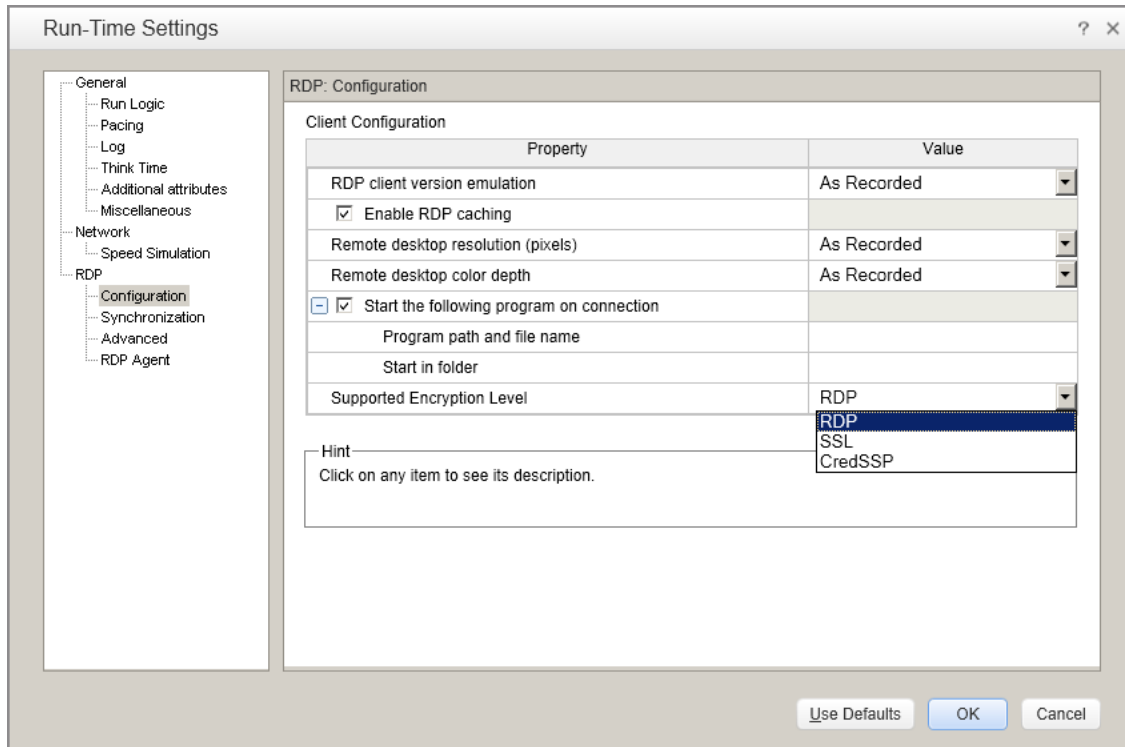 Run-Time Settings
General
Run Logic
Pacing
Log
Think Time
Additional attributes
Miscellaneous
Network
Speed Simulation
RDP
Configuration
Synchronization
Advanced
RDP Agent
RDP: Configuration
Client Configuration
Property Value
RDP client version emulation As Recorded
Enable RDP caching
Remote desktop resolution (pixels) As Recorded
Remote desktop color depth As Recorded
Start the following program on connection
Program path and file name
Start in folder
Supported Encryption Level RDP
RDP
SSL
CredSSP
Hint
Click on any item to see its description.
Use Defaults OK Cancel